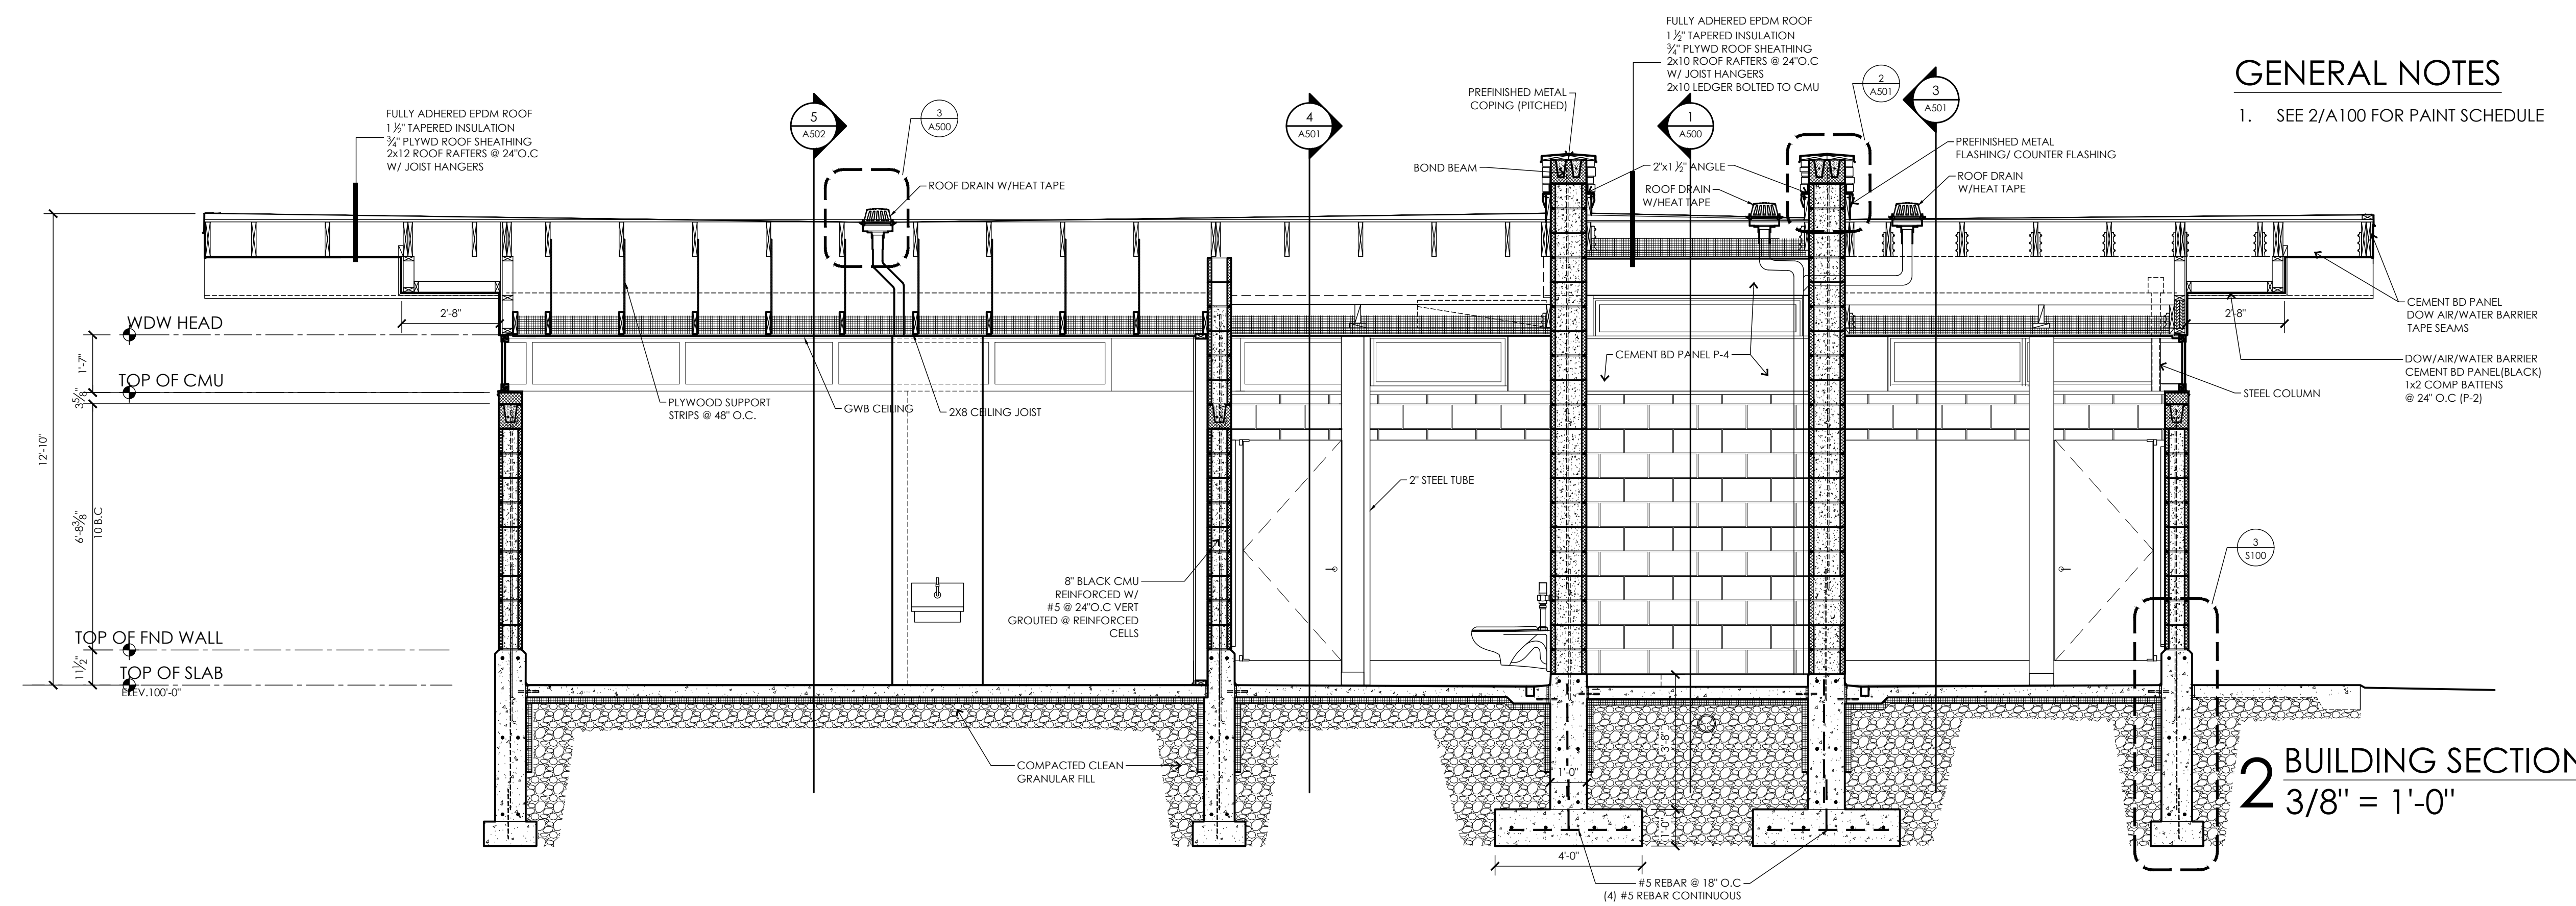 FULLY ADHERED EPDM ROOF
1 ½" TAPERED INSULATION
¾" PLYWD ROOF SHEATHING
2x10 ROOF RAFTERS @ 24"O.C
W/ JOIST HANGERS
2x10 LEDGER BOLTED TO CMU
GENERAL NOTES
1. SEE 2/A100 FOR PAINT SCHEDULE
FULLY ADHERED EPDM ROOF
1 ½" TAPERED INSULATION
¾" PLYWD ROOF SHEATHING
2x12 ROOF RAFTERS @ 24"O.C
W/ JOIST HANGERS
5
A502
3
A500
ROOF DRAIN W/HEAT TAPE
4
A501
PREFINISHED METAL
COPING (PITCHED)
BOND BEAM
1
A500
2"x1 ½" ANGLE
ROOF DRAIN
W/HEAT TAPE
2
A501
3
A501
PREFINISHED METAL
FLASHING/ COUNTER FLASHING
ROOF DRAIN
W/HEAT TAPE
2'-8"
2'-8"
CEMENT BD PANEL
DOW AIR/WATER BARRIER
TAPE SEAMS
DOW/AIR/WATER BARRIER
CEMENT BD PANEL(BLACK)
1x2 COMP BATTENS
@ 24" O.C (P-2)
STEEL COLUMN
WDW HEAD
1'-7"
TOP OF CMU
3⅝"
12'-10"
6'-8⅜"
10 B.C
TOP OF FND WALL
11½"
TOP OF SLAB
ELEV.100'-0"
PLYWOOD SUPPORT
STRIPS @ 48" O.C.
GWB CEILING
2X8 CEILING JOIST
CEMENT BD PANEL P-4
2" STEEL TUBE
8" BLACK CMU
REINFORCED W/
#5 @ 24"O.C VERT
GROUTED @ REINFORCED
CELLS
3
S100
COMPACTED CLEAN
GRANULAR FILL
3'-8"
1'-0"
1'-0"
4'-0"
#5 REBAR @ 18" O.C
(4) #5 REBAR CONTINUOUS
2 BUILDING SECTION
3/8" = 1'-0"